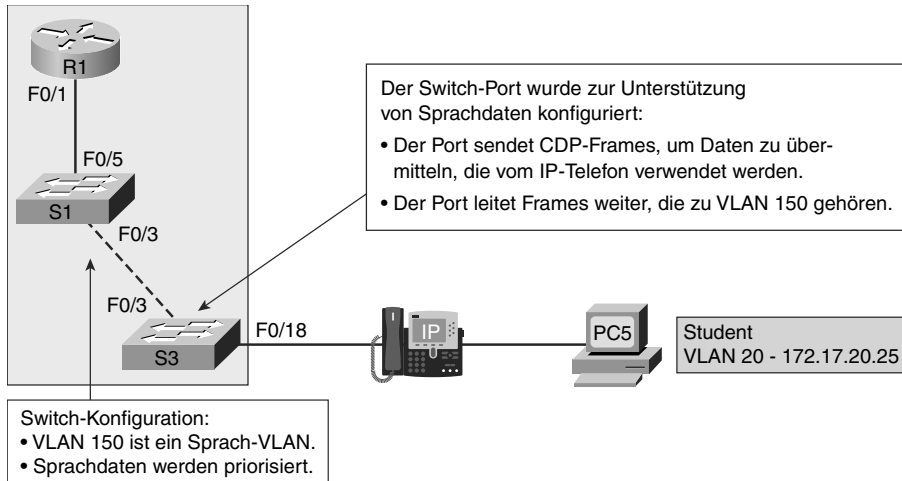 R1
F0/1
F0/5
S1
F0/3
F0/3
S3
F0/18
Der Switch-Port wurde zur Unterstützung
von Sprachdaten konfiguriert:
• Der Port sendet CDP-Frames, um Daten zu über-
mitteln, die vom IP-Telefon verwendet werden.
• Der Port leitet Frames weiter, die zu VLAN 150 gehören.
IP
PC5
Student
VLAN 20 - 172.17.20.25
Switch-Konfiguration:
• VLAN 150 ist ein Sprach-VLAN.
• Sprachdaten werden priorisiert.